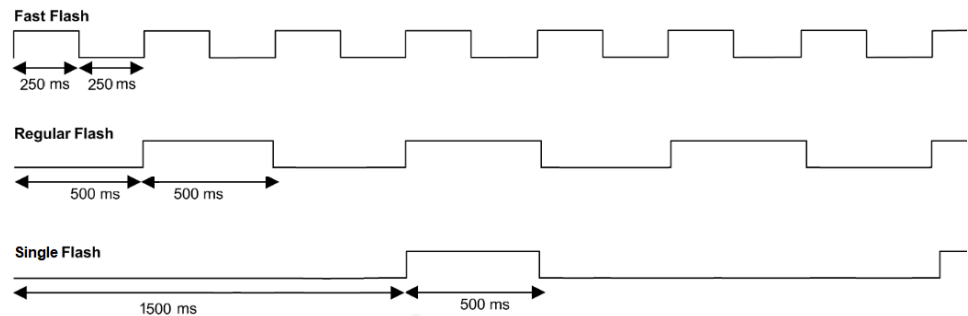 Fast Flash
250 ms 250 ms
Regular Flash
500 ms 500 ms
Single Flash
1500 ms 500 ms